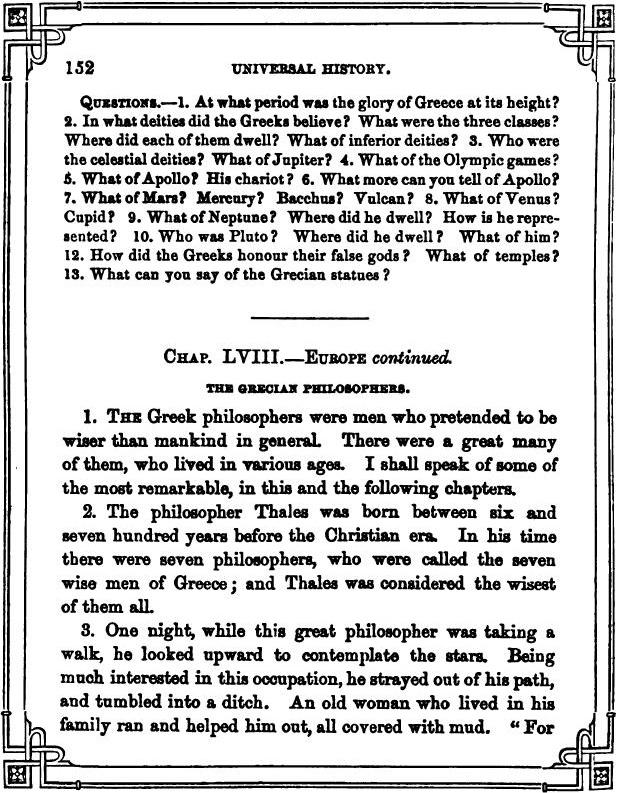 152 UNIVERSAL HISTORY.
QUESTIONS.—1. At what period was the glory of Greece at its height?
2. In what deities did the Greeks believe? What were the three classes?
Where did each of them dwell? What of inferior deities? 3. Who were
the celestial deities? What of Jupiter? 4. What of the Olympic games?
5. What of Apollo? His chariot? 6. What more can you tell of Apollo?
7. What of Mars? Mercury? Bacchus? Vulcan? 8. What of Venus?
Cupid? 9. What of Neptune? Where did he dwell? How is he repre-
sented? 10. Who was Pluto? Where did he dwell? What of him?
12. How did the Greeks honour their false gods? What of temples?
13. What can you say of the Grecian statues?
CHAP. LVIII.—EUROPE continued.
THE GRECIAN PHILOSOPHERS.
1. THE Greek philosophers were men who pretended to be
wiser than mankind in general. There were a great many
of them, who lived in various ages. I shall speak of some of
the most remarkable, in this and the following chapters.
2. The philosopher Thales was born between six and
seven hundred years before the Christian era. In his time
there were seven philosophers, who were called the seven
wise men of Greece; and Thales was considered the wisest
of them all.
3. One night, while this great philosopher was taking a
walk, he looked upward to contemplate the stars. Being
much interested in this occupation, he strayed out of his path,
and tumbled into a ditch. An old woman who lived in his
family ran and helped him out, all covered with mud. "For